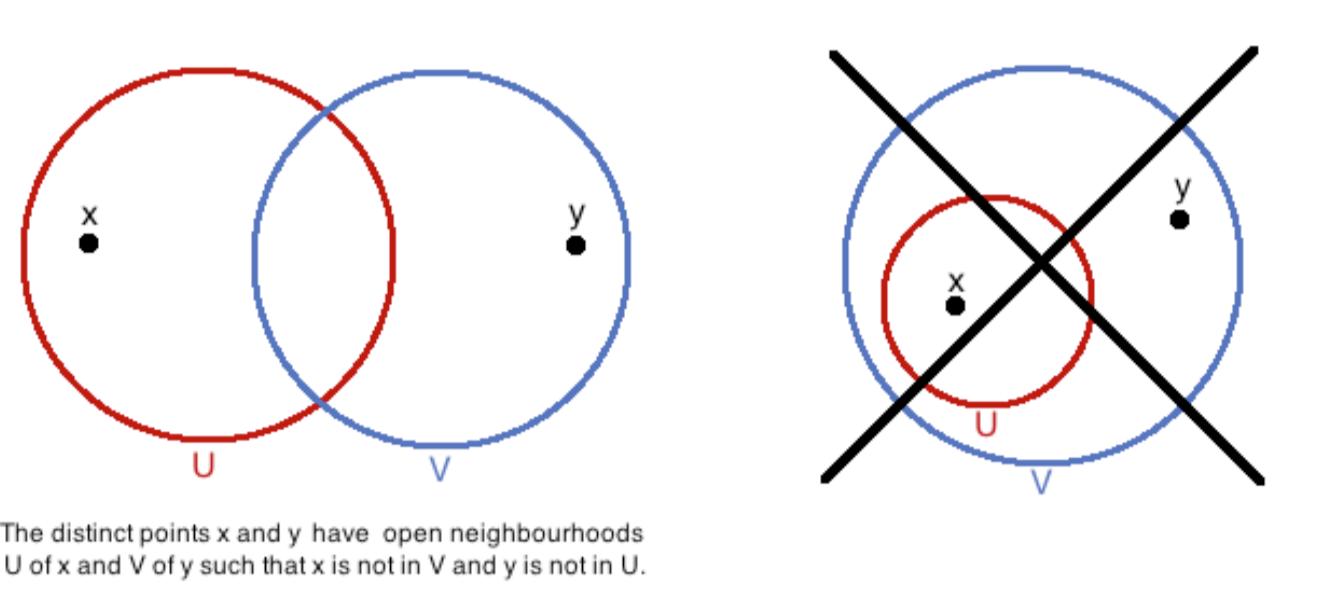 x
y
U
V
x
y
U
V
The distinct points x and y have open neighbourhoods
U of x and V of y such that x is not in V and y is not in U.